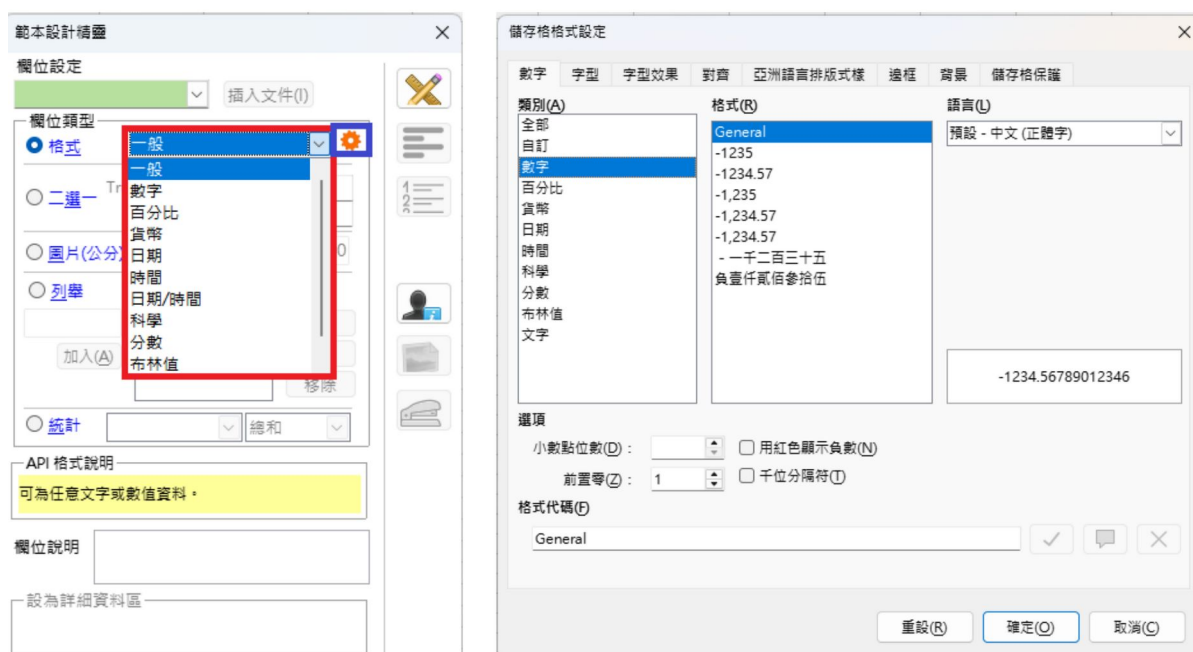 範本設計精靈
欄位設定
插入文件(I)
欄位類型
格式
一般
一般
數字
百分比
貨幣
日期
時間
日期/時間
科學
分數
布林值
二選一
Tr
圖片(公分)
0
列舉
加入(A)
移除
統計
總和
API 格式說明
可為任意文字或數值資料。
欄位說明
設為詳細資料區
儲存格格式設定
數字 字型 字型效果 對齊 亞洲語言排版式樣 邊框 背景 儲存格保護
類別(A)
全部
自訂
數字
百分比
貨幣
日期
時間
科學
分數
布林值
文字
格式(R)
General
-1235
-1234.57
-1,235
-1,234.57
-1,234.57
- 一千二百三十五
負壹仟貳佰參拾伍
語言(L)
預設 - 中文 (正體字)
-1234.56789012346
選項
小數點位數(D)：
用紅色顯示負數(N)
前置零(Z)： 1
千位分隔符(T)
格式代碼(F)
General
重設(R) 確定(O) 取消(C)